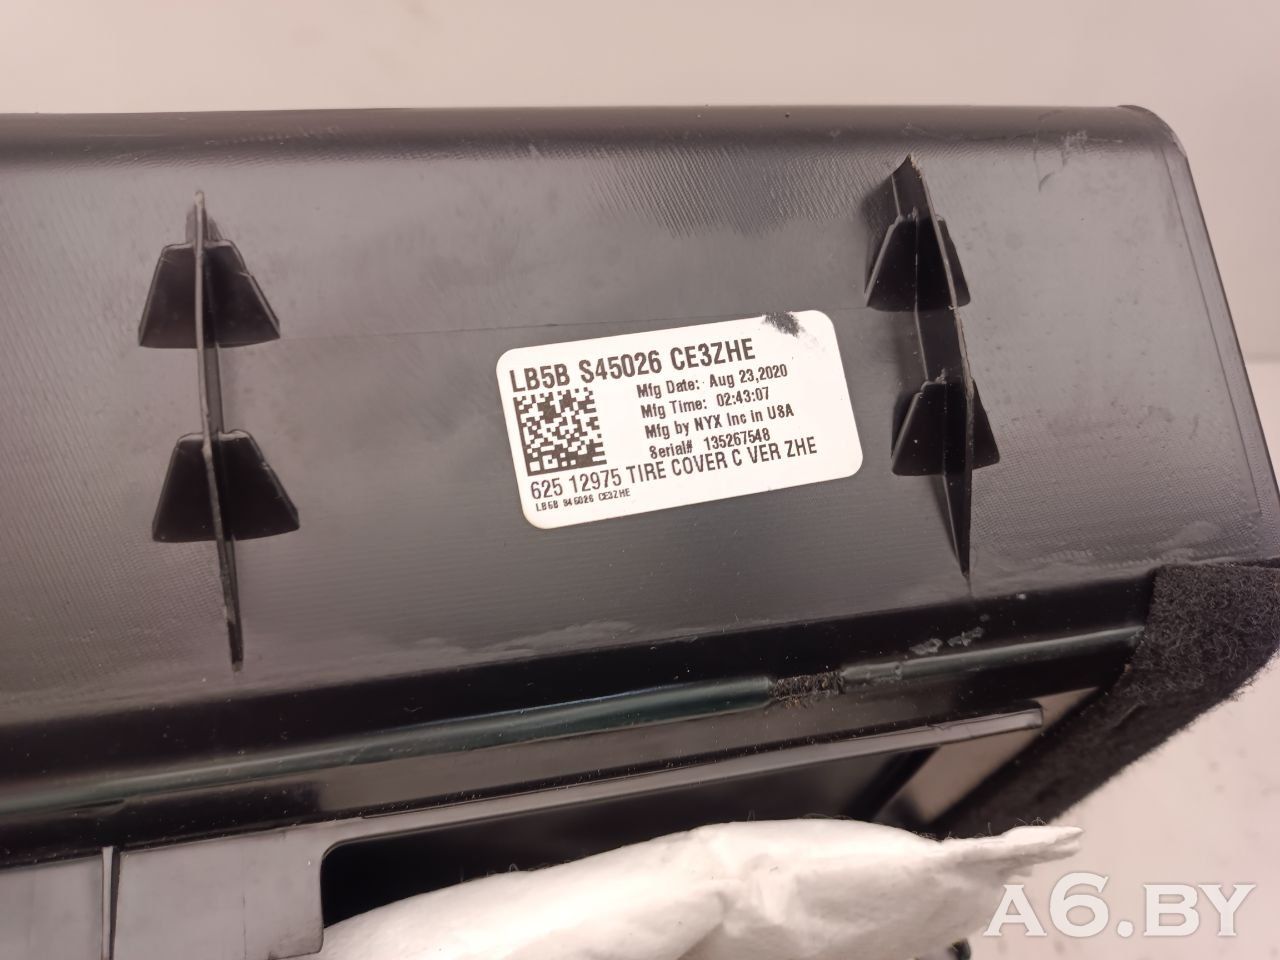 LB5B S45026 CE3ZHE
Mfg Date: Aug 23,2020
Mfg Time: 02:43:07
Mfg by NYX Inc in USA
Serial# 135267548
625 12975 TIRE COVER C VER ZHE
LB5B S45026 CE3ZHE
A6.BY